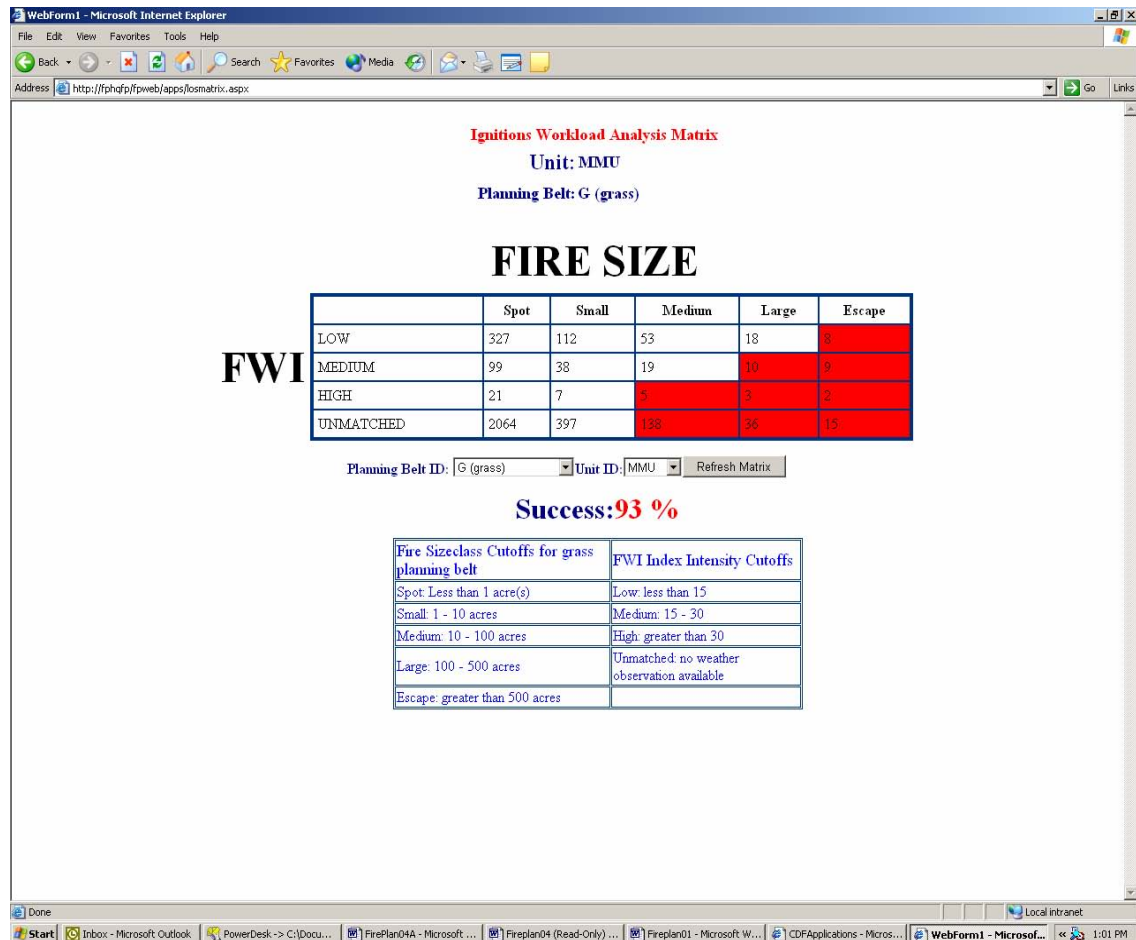 WebForm1 - Microsoft Internet Explorer
File Edit View Favorites Tools Help
Back Search Favorites Media
Address http://fphqfp/fpweb/apps/losmatrix.aspx Go Links
Ignitions Workload Analysis Matrix
Unit: MMU
Planning Belt: G (grass)
FIRE SIZE
Spot Small Medium Large Escape
LOW 327 112 53 18 8
FWI
MEDIUM 99 38 19 10 9
HIGH 21 7 5 3 2
UNMATCHED 2064 397 138 36 15
Planning Belt ID: G (grass) Unit ID: MMU Refresh Matrix
Success:93 %
Fire Sizeclass Cutoffs for grass
planning belt
FWI Index Intensity Cutoffs
Spot: Less than 1 acre(s) Low: less than 15
Small: 1 - 10 acres Medium: 15 - 30
Medium: 10 - 100 acres High: greater than 30
Large: 100 - 500 acres
Unmatched: no weather
observation available
Escape: greater than 500 acres
Done Local intranet
Start Inbox - Microsoft Outlook PowerDesk -> C:\Docu... FirePlan04A - Microsoft ... Fireplan04 (Read-Only) ... Fireplan01 - Microsoft W... CDFApplications - Micros... WebForm1 - Microsof... « 1:01 PM